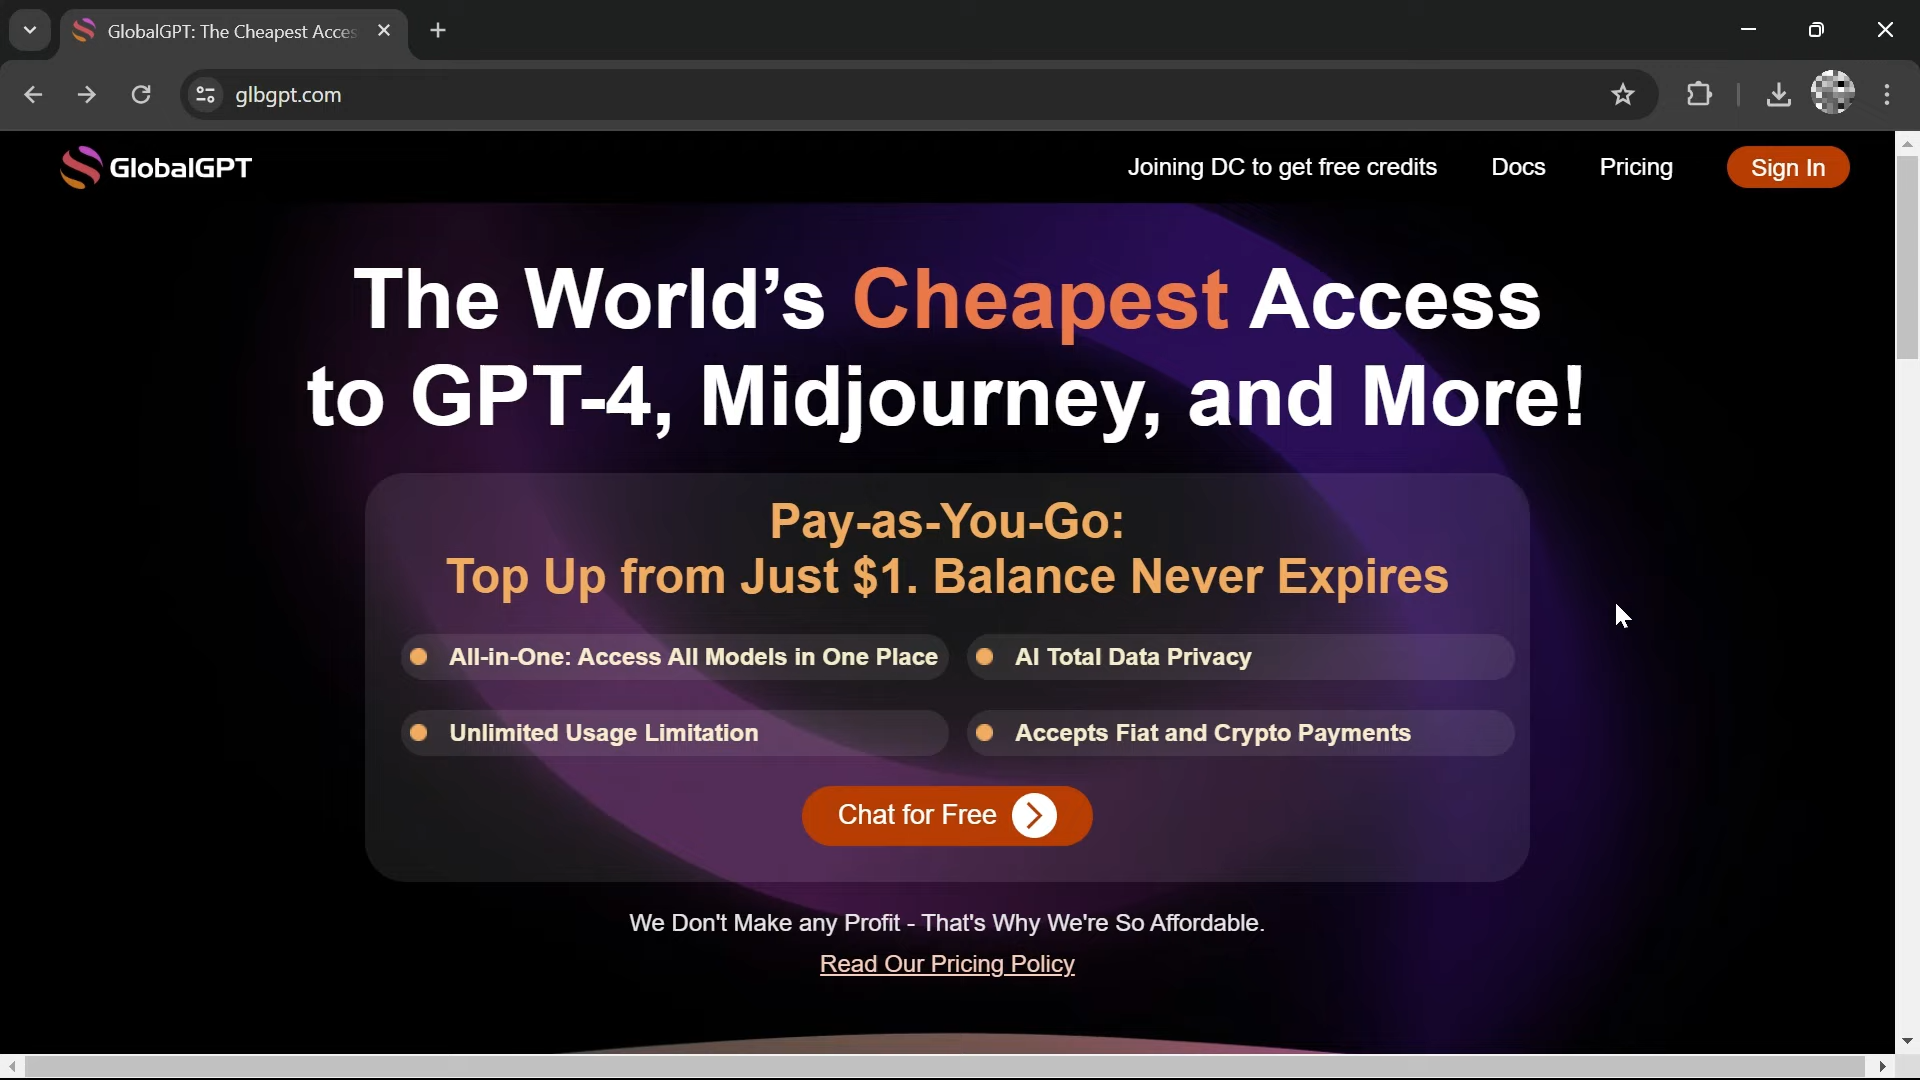 GlobalGPT: The Cheapest Acces
glbgpt.com
GlobalGPT
Joining DC to get free credits
Docs
Pricing
Sign In
The World's Cheapest Access
to GPT-4, Midjourney, and More!
Pay-as-You-Go:
Top Up from Just $1. Balance Never Expires
All-in-One: Access All Models in One Place
AI Total Data Privacy
Unlimited Usage Limitation
Accepts Fiat and Crypto Payments
Chat for Free
We Don't Make any Profit - That's Why We're So Affordable.
Read Our Pricing Policy